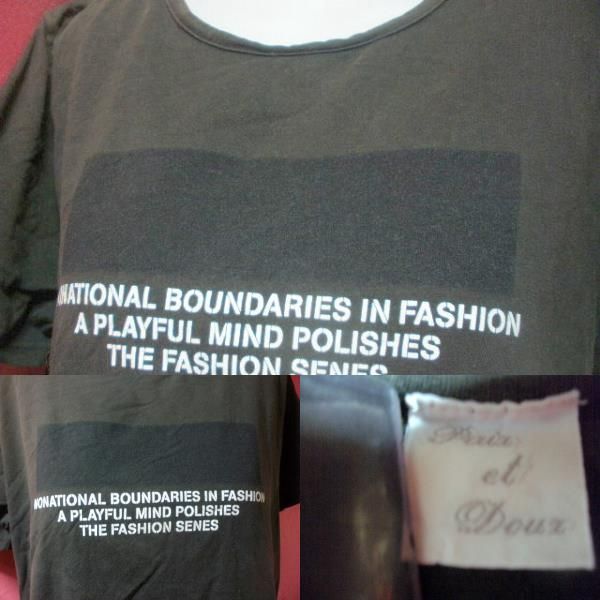 NATIONAL BOUNDARIES IN FASHION
A PLAYFUL MIND POLISHES
THE FASHION SENES
NONATIONAL BOUNDARIES IN FASHION
A PLAYFUL MIND POLISHES
THE FASHION SENES
et
Doux